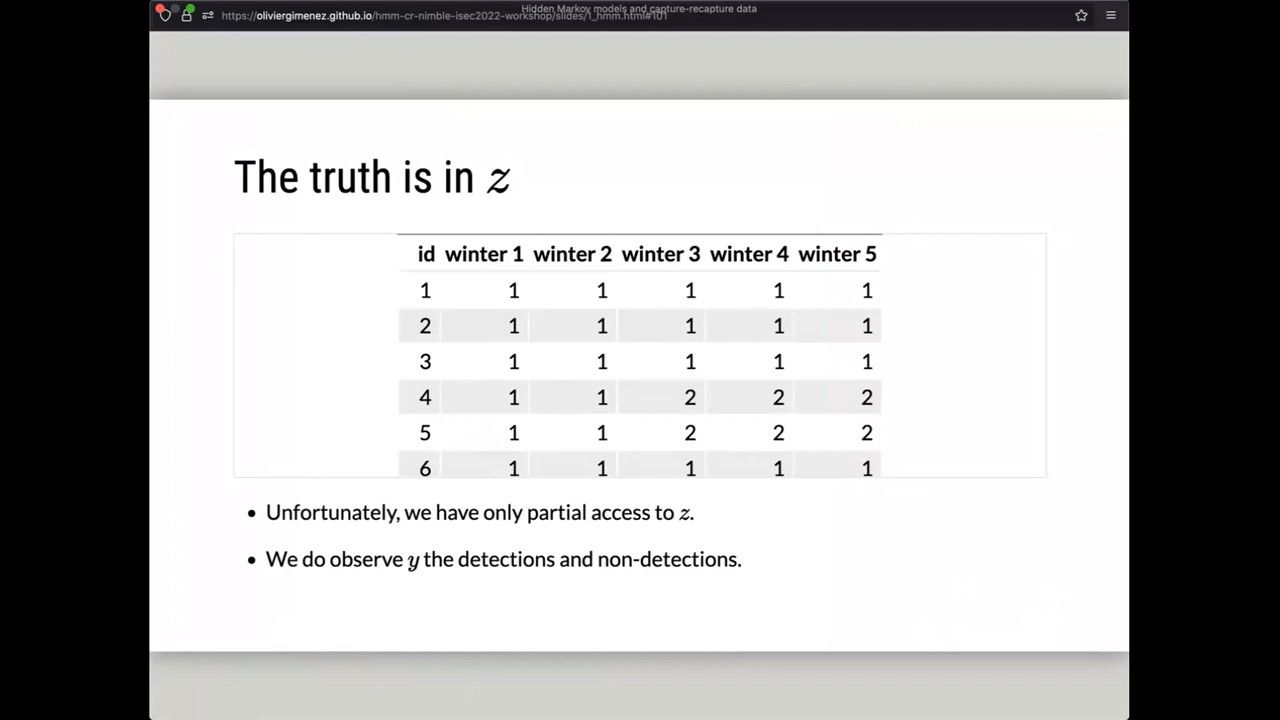 Hidden Markov models and capture-recapture data
https://oliviergimenez.github.io/hmm-cr-nimble-isec2022-workshop/slides/1_hmm.html#101
The truth is in z
id winter 1 winter 2 winter 3 winter 4 winter 5
1 1 1 1 1 1
2 1 1 1 1 1
3 1 1 1 1 1
4 1 1 2 2 2
5 1 1 2 2 2
6 1 1 1 1 1
• Unfortunately, we have only partial access to z.
• We do observe y the detections and non-detections.